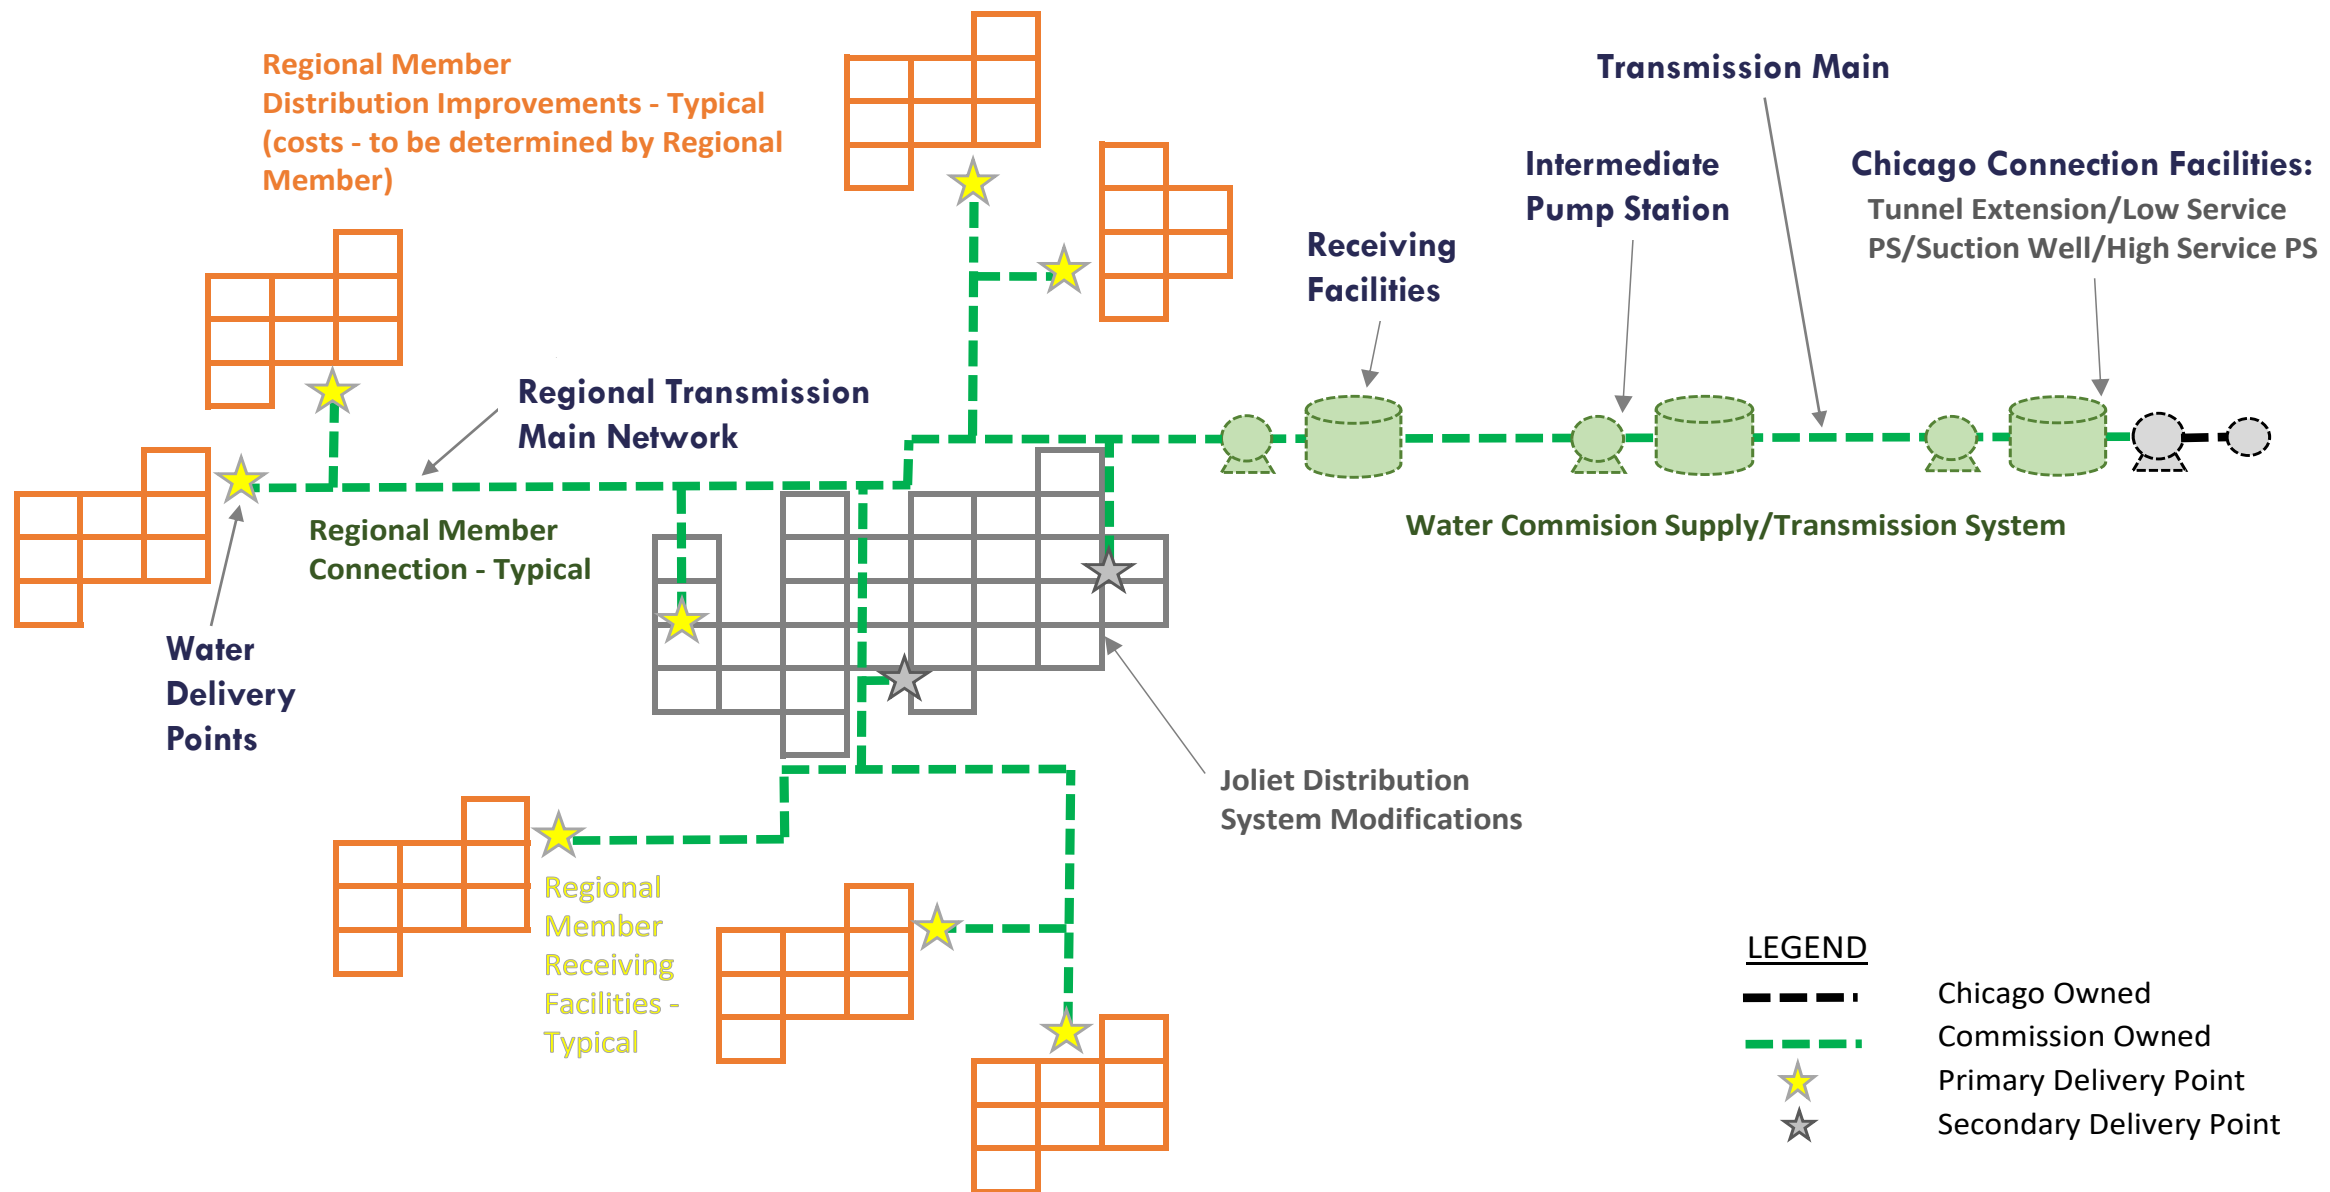 Regional Member
Distribution Improvements - Typical
(costs - to be determined by Regional
Member)
Transmission Main
Intermediate
Pump Station
Chicago Connection Facilities:
Tunnel Extension/Low Service
PS/Suction Well/High Service PS
Receiving
Facilities
Regional Transmission
Main Network
Regional Member
Connection - Typical
Water Commision Supply/Transmission System
Water
Delivery
Points
Joliet Distribution
System Modifications
Regional
Member
Receiving
Facilities -
Typical
LEGEND
Chicago Owned
Commission Owned
Primary Delivery Point
Secondary Delivery Point